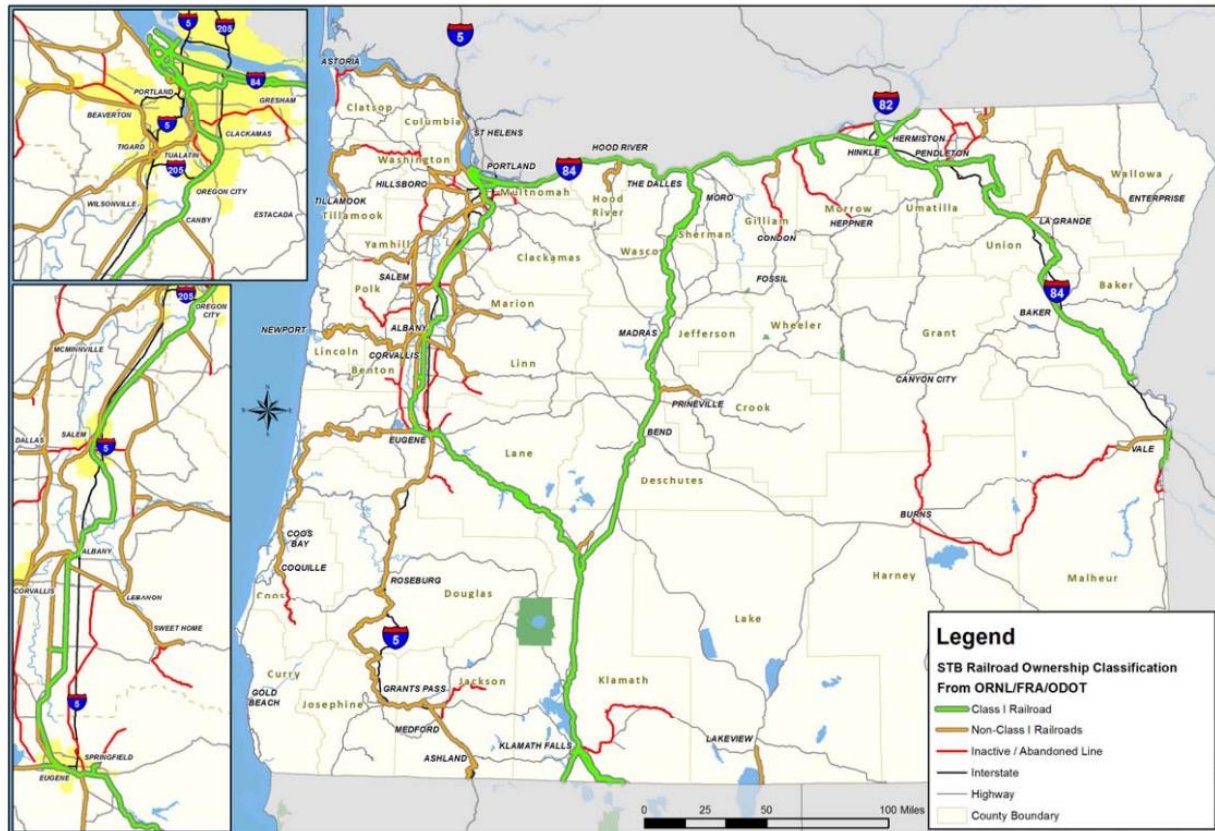 5
205
84
PORTLAND
GRESHAM
BEAVERTON
5
CLACKAMAS
TIGARD
TUALATIN
205
OREGON CITY
WILSONVILLE
ESTACADA
CANBY
205
OREGON CITY
MCMINNVILLE
DALLAS
SALEM
5
ALBANY
CORVALLIS
LEBANON
SWEET HOME
5
SPRINGFIELD
EUGENE
5
ASTORIA
82
Clatsop
Columbia
ST HELENS
HERMISTON
HOOD RIVER
HINKLE
PENDLETON
Washington
PORTLAND
84
Wallowa
HILLSBORO
Multnomah
THE DALLES
TILLAMOOK
Hood
River
MORO
Morrow
Umatilla
ENTERPRISE
Tillamook
Gilliam
HEPPNER
LA GRANDE
Yamhill
Wasco
Sherman
CONDON
Union
Clackamas
SALEM
FOSSIL
84
Baker
Polk
Marion
BAKER
NEWPORT
ALBANY
MADRAS
Jefferson
Wheeler
Grant
Lincoln
CORVALLIS
Linn
Benton
CANYON CITY
PRINEVILLE
Crook
EUGENE
BEND
VALE
Lane
Deschutes
BURNS
COOS
BAY
COQUILLE
ROSEBURG
Harney
Malheur
Coos
Douglas
Lake
5
Curry
GRANTS PASS
Jackson
Klamath
GOLD
BEACH
Josephine
MEDFORD
KLAMATH FALLS
LAKEVIEW
ASHLAND
Legend
STB Railroad Ownership Classification
From ORNL/FRA/ODOT
Class I Railroad
Non-Class I Railroads
Inactive / Abandoned Line
Interstate
Highway
County Boundary
0 25 50 100 Miles